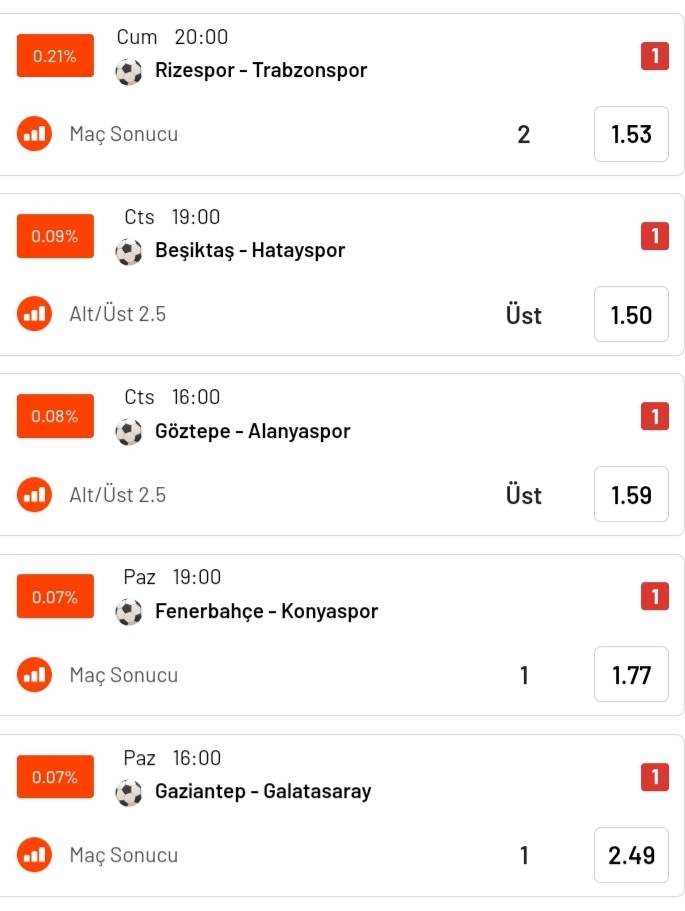 Cum 20:00
0.21% Rizespor - Trabzonspor 1
Maç Sonucu 2 1.53
Cts 19:00
0.09% Beşiktaş - Hatayspor 1
Alt/Üst 2.5 Üst 1.50
Cts 16:00
0.08% Göztepe - Alanyaspor 1
Alt/Üst 2.5 Üst 1.59
Paz 19:00
0.07% Fenerbahçe - Konyaspor 1
Maç Sonucu 1 1.77
Paz 16:00
0.07% Gaziantep - Galatasaray 1
Maç Sonucu 1 2.49